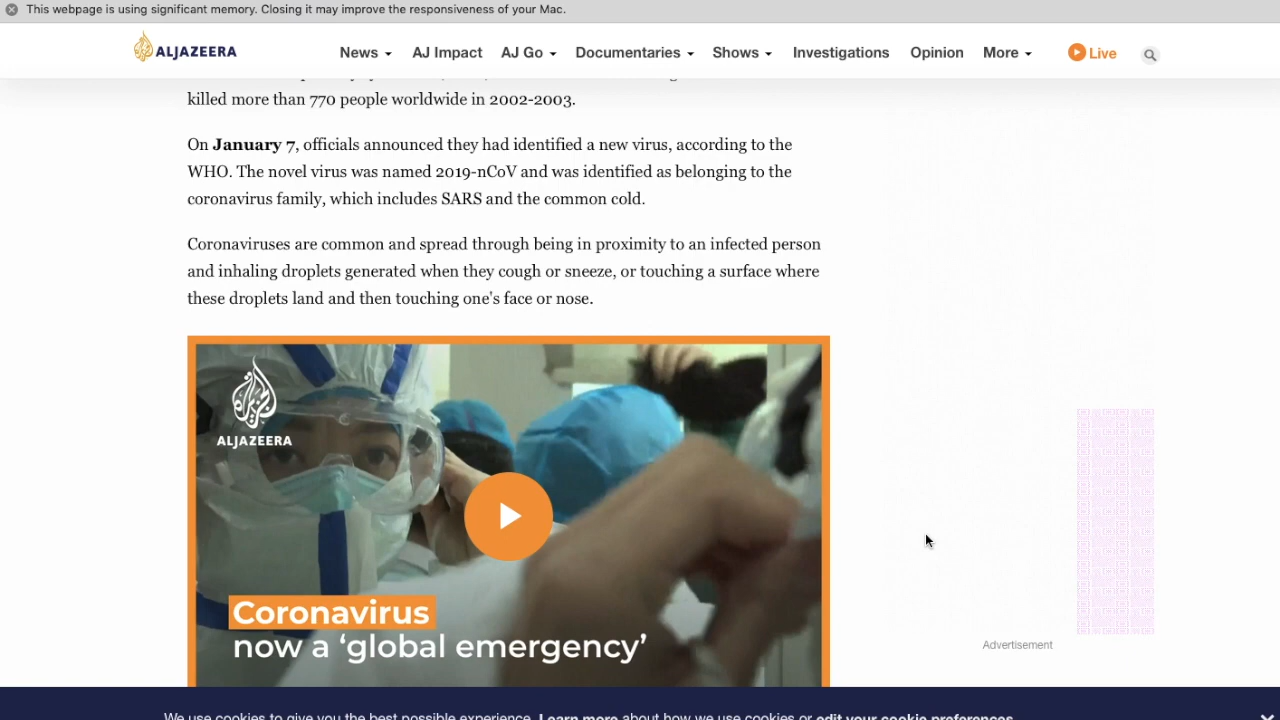 This webpage is using significant memory. Closing it may improve the responsiveness of your Mac.
ALJAZEERA
News AJ Impact AJ Go Documentaries Shows Investigations Opinion More Live
killed more than 770 people worldwide in 2002-2003.
On January 7, officials announced they had identified a new virus, according to the
WHO. The novel virus was named 2019-nCoV and was identified as belonging to the
coronavirus family, which includes SARS and the common cold.
Coronaviruses are common and spread through being in proximity to an infected person
and inhaling droplets generated when they cough or sneeze, or touching a surface where
these droplets land and then touching one's face or nose.
ALJAZEERA
Coronavirus
now a ‘global emergency’
Advertisement
We use cookies to give you the best possible experience. Learn more about how we use cookies or edit your cookie preferences.